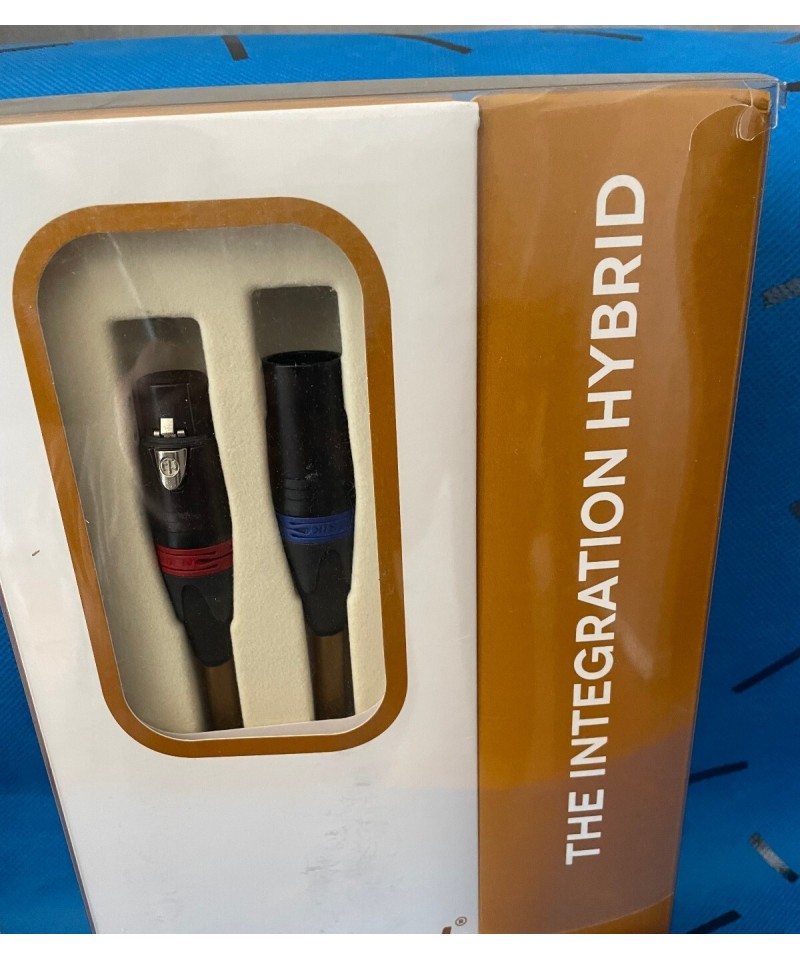 THE INTEGRATION HYBRID
®